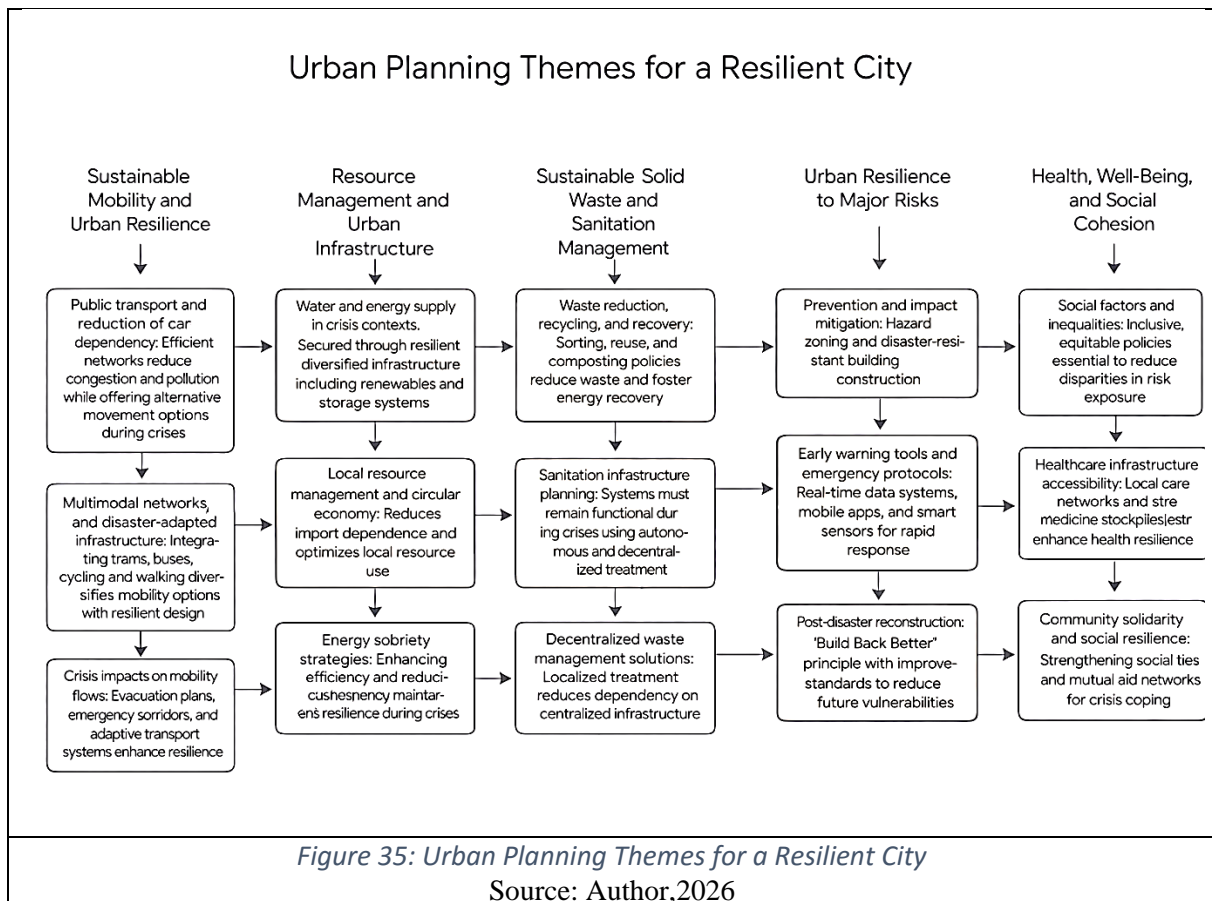 Urban Planning Themes for a Resilient City
Sustainable
Mobility and
Urban Resilience
Resource
Management and
Urban
Infrastructure
Sustainable Solid
Waste and
Sanitation
Management
Urban Resilience
to Major Risks
Health, Well-Being,
and Social
Cohesion
Public transport and
reduction of car
dependency: Efficient
networks reduce
congestion and pollution
while offering alternative
movement options
during crises
Water and energy supply
in crisis contexts.
Secured through resilient
diversified infrastructure
including renewables and
storage systems
Waste reduction,
recycling, and recovery:
Sorting, reuse, and
composting policies
reduce waste and foster
energy recovery
Prevention and impact
mitigation: Hazard
zoning and disaster-resi-
stant building
construction
Social factors and
inequalities: Inclusive,
equitable policies
essential to reduce
disparities in risk
exposure
Multimodal networks,
and disaster-adapted
infrastructure: Integra-
ting trams, buses,
cycling and walking diver-
sifies mobility options
with resilient design
Local resource
management and circular
economy: Reduces
import dependence and
optimizes local resource
use
Sanitation infastructure
planning: Systems must
remain functional dur
ing crises using autono-
mous and decentral-
ized treatment
Early warning tools and
emergency protocols:
Real-time data systems,
mobile apps, and smart
sensors for rapid
response
Healthcare infrastructure
accessibility: Local care
networks and stre
medicine stockpiles|estr
enhance health resilience
Crisis impacts on mobility
flows: Evacuation plans,
emergency sorridors, and
adaptive transport
systems enhance resilience
Energy sobriety
strategies: Enhancing
efficiency and reduci-
resilience during crises
Decentralized waste
management solutions:
Localized treatment
reduces dependency on
centralized infrastructure
Post-disaster reconstruction:
"Build Back Better"
principle with improve-
standards to reduce
future vulnerabilities
Community solidarity
and social resilience:
Strengthening social ties
and mutual aid networks
for crisis coping
Figure 35: Urban Planning Themes for a Resilient City
Source: Author,2026